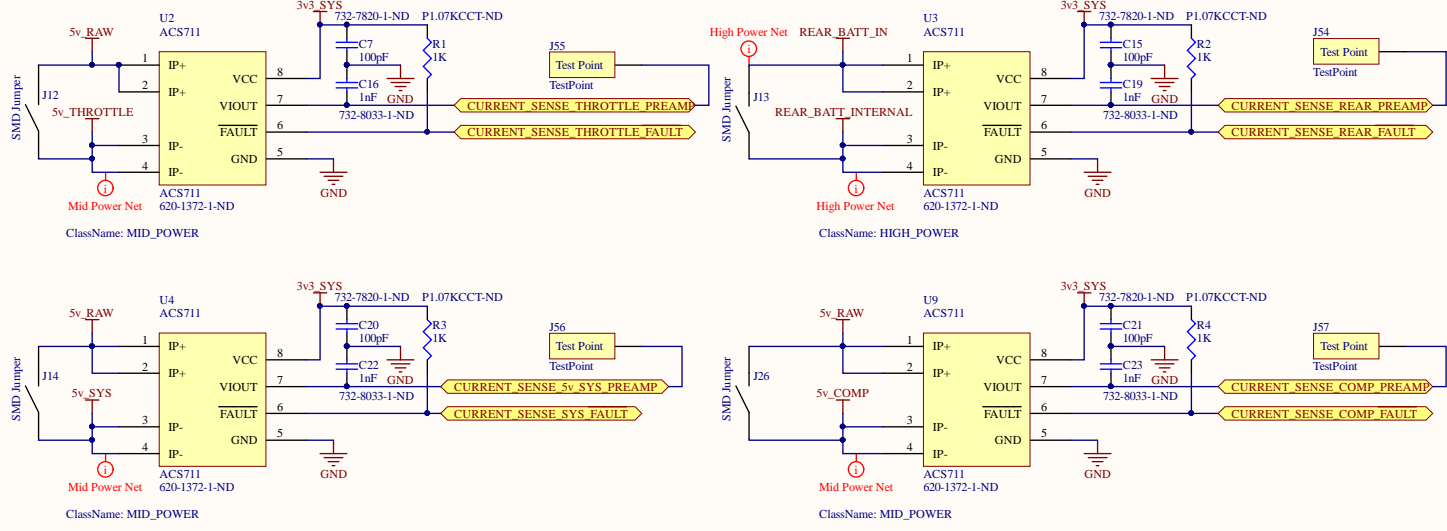 U2
ACS711
5v_RAW
3v3_SYS
732-7820-1-ND
P1.07KCCT-ND
1
IP+
2
IP+
VCC
8
VIOUT
7
FAULT
6
GND
5
3
IP-
4
IP-
C7
100pF
C16
1nF
732-8033-1-ND
GND
R1
1K
J55
Test Point
TestPoint
CURRENT_SENSE_THROTTLE_PREAMP
CURRENT_SENSE_THROTTLE_FAULT
SMD Jumper
J12
5v_THROTTLE
i
Mid Power Net
GND
ACS711
620-1372-1-ND
ClassName: MID_POWER
U3
ACS711
High Power Net
i
REAR_BATT_IN
3v3_SYS
732-7820-1-ND
P1.07KCCT-ND
1
IP+
2
IP+
VCC
8
VIOUT
7
FAULT
6
GND
5
3
IP-
4
IP-
C15
100pF
C19
1nF
732-8033-1-ND
GND
R2
1K
J54
Test Point
TestPoint
CURRENT_SENSE_REAR_PREAMP
CURRENT_SENSE_REAR_FAULT
SMD Jumper
J13
REAR_BATT_INTERNAL
i
High Power Net
GND
ACS711
620-1372-1-ND
ClassName: HIGH_POWER
U4
ACS711
5v_RAW
3v3_SYS
732-7820-1-ND
P1.07KCCT-ND
1
IP+
2
IP+
VCC
8
VIOUT
7
FAULT
6
GND
5
3
IP-
4
IP-
C20
100pF
C22
1nF
732-8033-1-ND
GND
R3
1K
J56
Test Point
TestPoint
CURRENT_SENSE_5v_SYS_PREAMP
CURRENT_SENSE_SYS_FAULT
SMD Jumper
J14
5v_SYS
i
Mid Power Net
GND
ACS711
620-1372-1-ND
ClassName: MID_POWER
U9
ACS711
5v_RAW
3v3_SYS
732-7820-1-ND
P1.07KCCT-ND
1
IP+
2
IP+
VCC
8
VIOUT
7
FAULT
6
GND
5
3
IP-
4
IP-
C21
100pF
C23
1nF
732-8033-1-ND
GND
R4
1K
J57
Test Point
TestPoint
CURRENT_SENSE_COMP_PREAMP
CURRENT_SENSE_COMP_FAULT
SMD Jumper
J26
5v_COMP
i
Mid Power Net
GND
ACS711
620-1372-1-ND
ClassName: MID_POWER